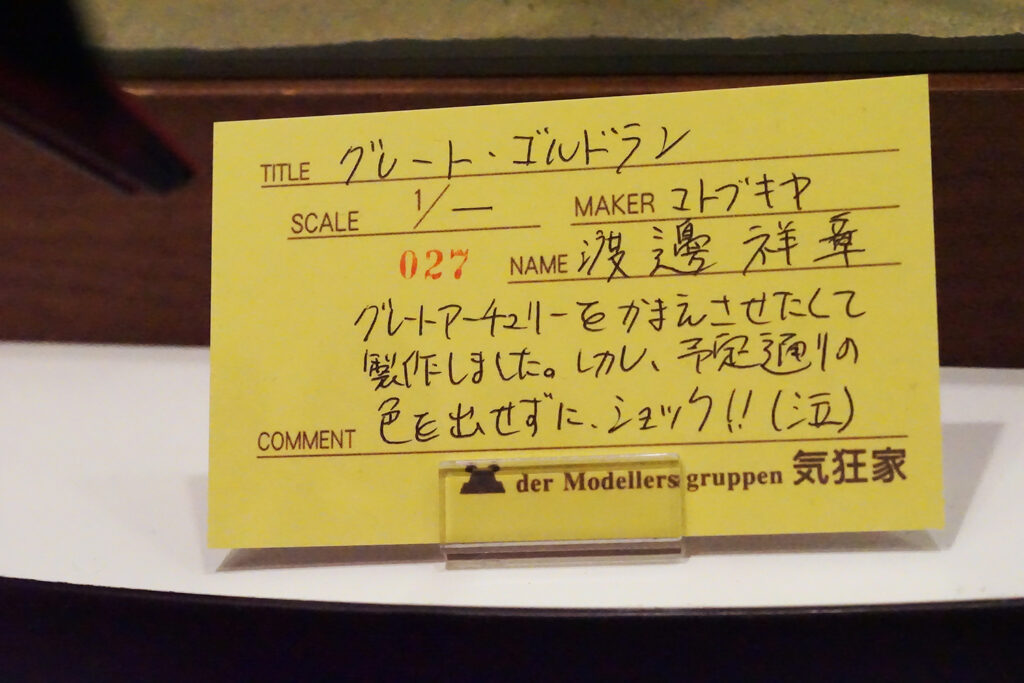 TITLE グレート・ゴルドラン
SCALE 1/— MAKER コトブキヤ
027 NAME 渡邊 祥章
グレートアーチェリーをかまえさせたくて
製作しました。しかし、予定通りの
COMMENT 色を出せずに、ショック!!(泣)
der Modellers gruppen 気狂家